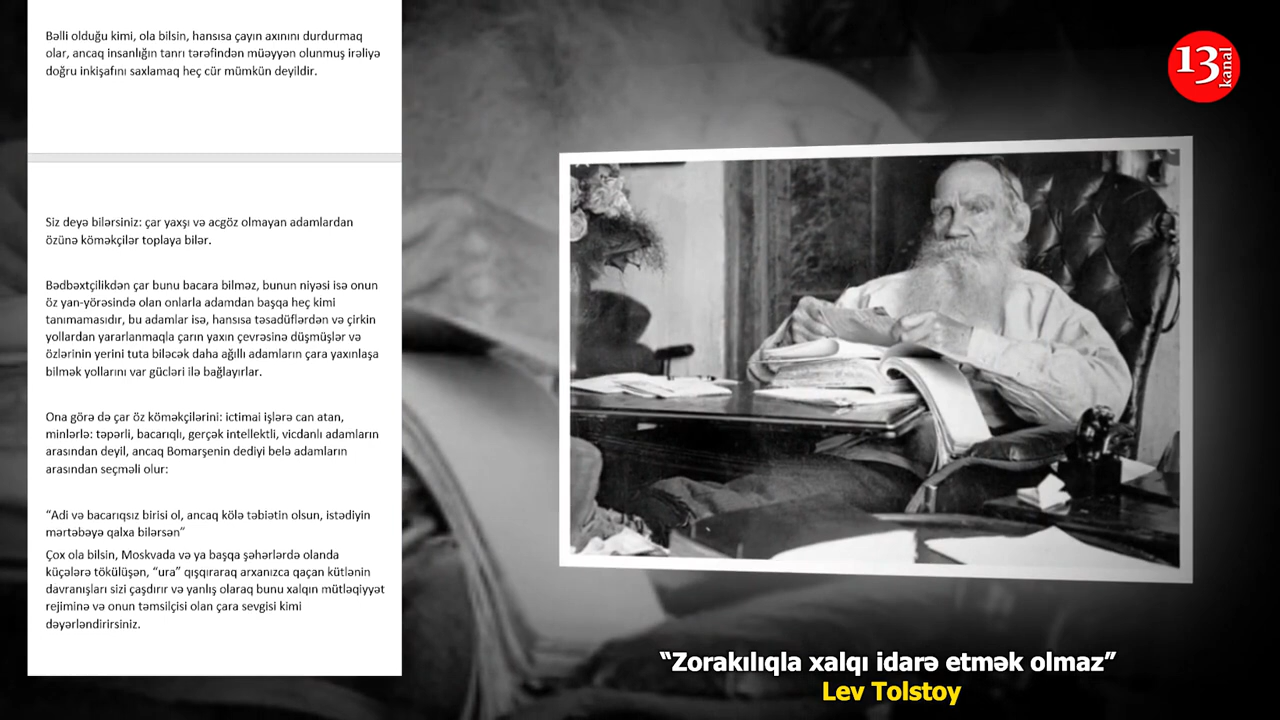 Bəlli olduğu kimi, ola bilsin, hansısa çayın axınını durdurmaq
olar, ancaq insanlığın tanrı tərəfindən müəyyən olunmuş irəliyə
doğru inkişafını saxlamaq heç cür mümkün deyildir.
Siz deyə bilərsiniz: çar yaxşı və acgöz olmayan adamlardan
özünə köməkçilər toplaya bilər.
Bədbəxtçilikdən çar bunu bacara bilməz, bunun niyəsi isə onun
öz yan-yörəsində olan onlarla adamdan başqa heç kimi
tanımamasıdır, bu adamlar isə, hansısa təsadüflərdən və çirkin
yollardan yararlanmaqla çarın yaxın çevrəsinə düşmüşlər və
özlərinin yerini tuta biləcək daha ağıllı adamların çara yaxınlaşa
bilmək yollarını var gücləri ilə bağlayırlar.
Ona görə də çar öz köməkçilərini: ictimai işlərə can atan,
minlərlə: təpərli, bacarıqlı, gerçək intellektli, vicdanlı adamların
arasından deyil, ancaq Bomarşenin dediyi belə adamların
arasından seçməli olur:
“Adi və bacarıqsız birisi ol, ancaq kölə təbiətin olsun, istədiyin
mərtəbəyə qalxa bilərsən”
Çox ola bilsin, Moskvada və ya başqa şəhərlərdə olanda
küçələrə tökülüşən, “ura” qışqıraraq arxanızca qaçan kütlənin
davranışları sizi çaşdırır və yanlış olaraq bunu xalqın mütləqiyyət
rejiminə və onun təmsilçisi olan çara sevgisi kimi
dəyərləndirirsiniz.
13 kanal
“Zorakılıqla xalqı idarə etmək olmaz”
Lev Tolstoy